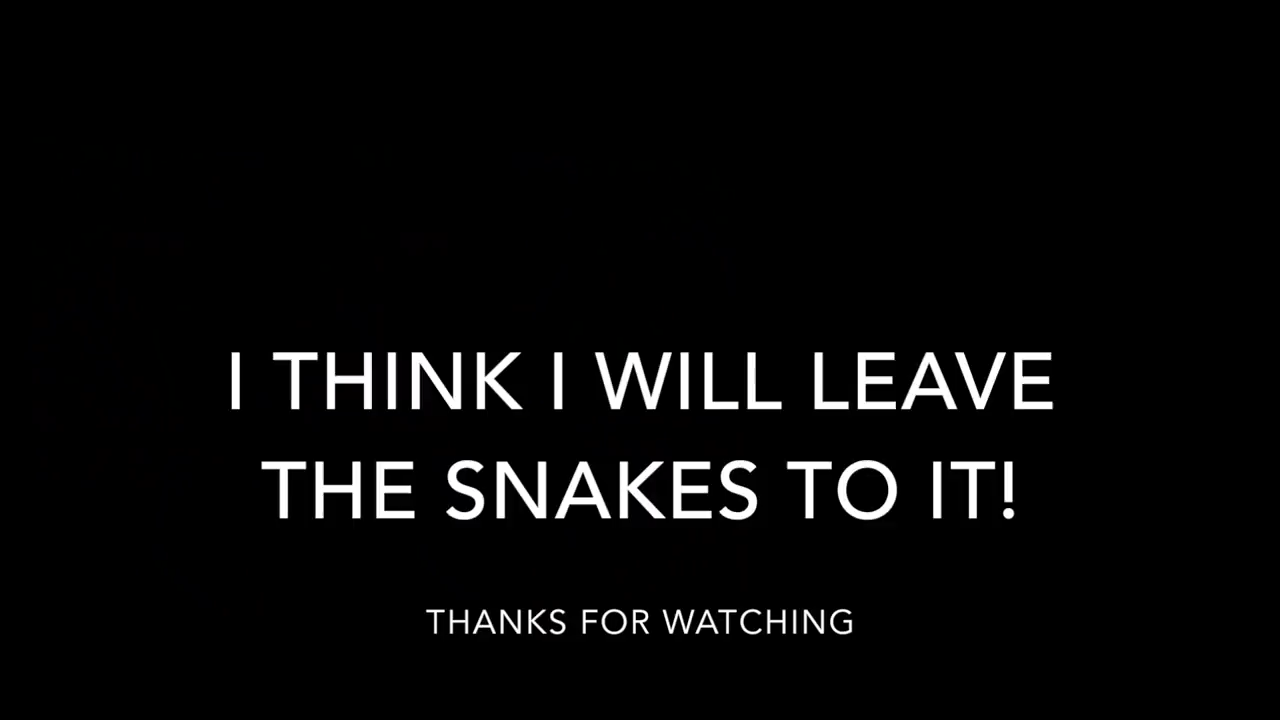 I THINK I WILL LEAVE
THE SNAKES TO IT!
THANKS FOR WATCHING